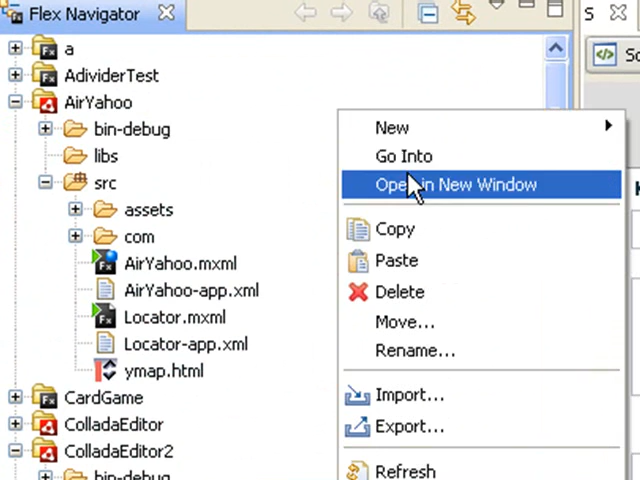 Flex Navigator
a
AdividerTest
AirYahoo
bin-debug
libs
src
assets
com
AirYahoo.mxml
AirYahoo-app.xml
Locator.mxml
Locator-app.xml
ymap.html
CardGame
ColladaEditor
ColladaEditor2
bin-debug
New
Go Into
Open in New Window
Copy
Paste
Delete
Move...
Rename...
Import...
Export...
Refresh
S